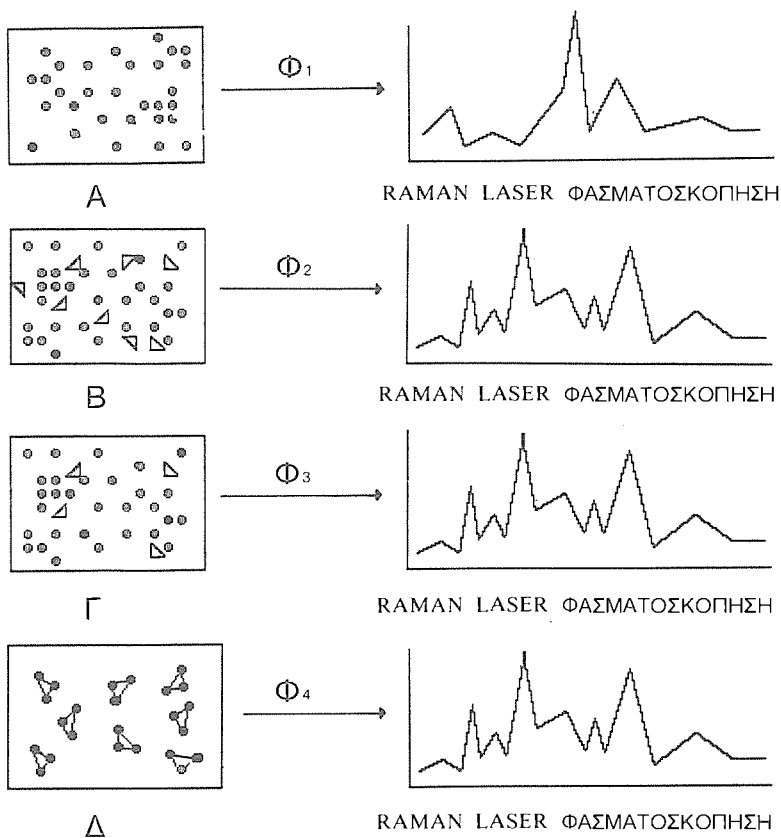 Φ1
Α
RAMAN LASER ΦΑΣΜΑΤΟΣΚΟΠΗΣΗ
Φ2
Β
RAMAN LASER ΦΑΣΜΑΤΟΣΚΟΠΗΣΗ
Φ3
Γ
RAMAN LASER ΦΑΣΜΑΤΟΣΚΟΠΗΣΗ
Φ4
Δ
RAMAN LASER ΦΑΣΜΑΤΟΣΚΟΠΗΣΗ